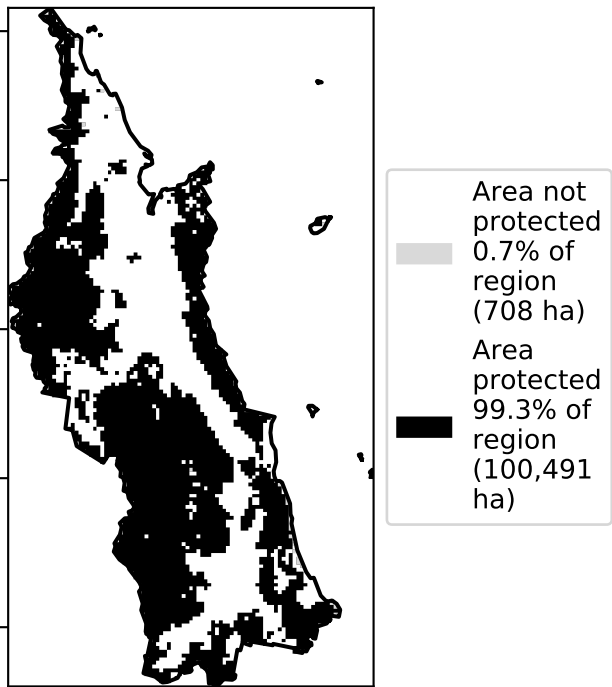 Area not
protected
0.7% of
region
(708 ha)
Area
protected
99.3% of
region
(100,491
ha)